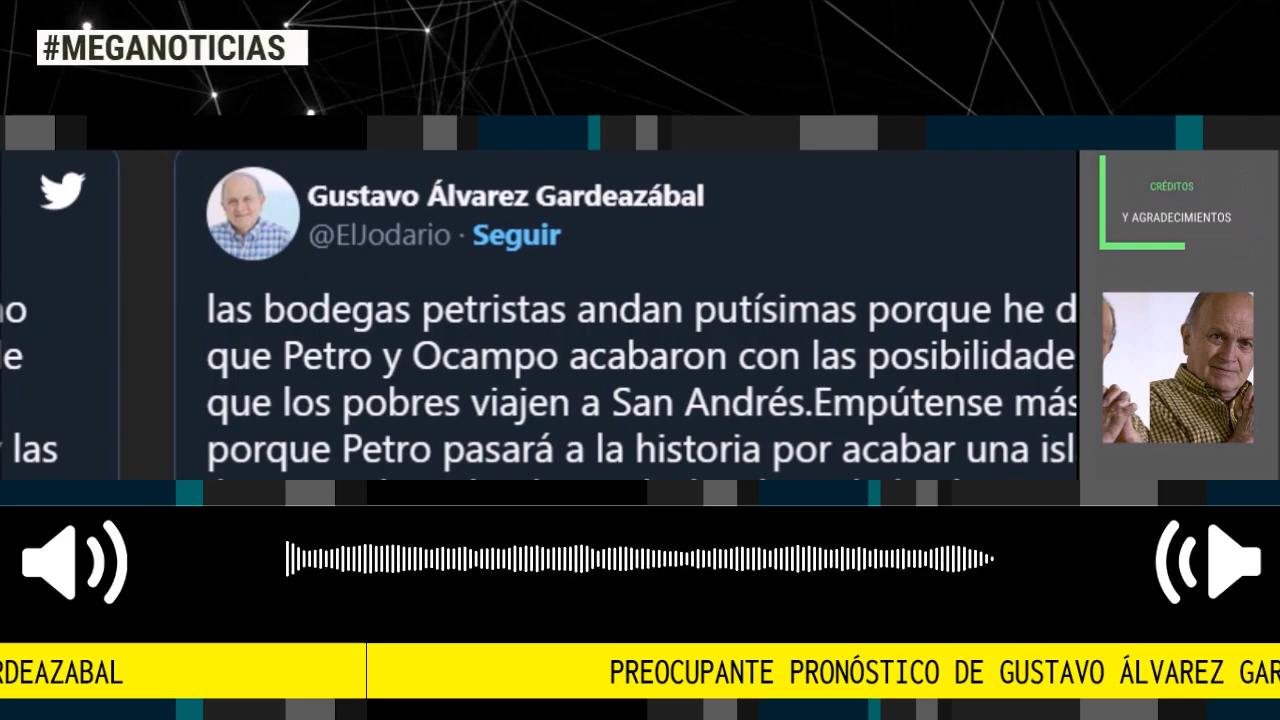 #MEGANOTICIAS
Gustavo Álvarez Gardeazábal
@ElJodario · Seguir
las bodegas petristas andan putísimas porque he d
que Petro y Ocampo acabaron con las posibilidade
que los pobres viajen a San Andrés.Empútense más
porque Petro pasará a la historia por acabar una isl
no
le
las
CRÉDITOS
Y AGRADECIMIENTOS
RDEAZABAL
PREOCUPANTE PRONÓSTICO DE GUSTAVO ÁLVAREZ GAR